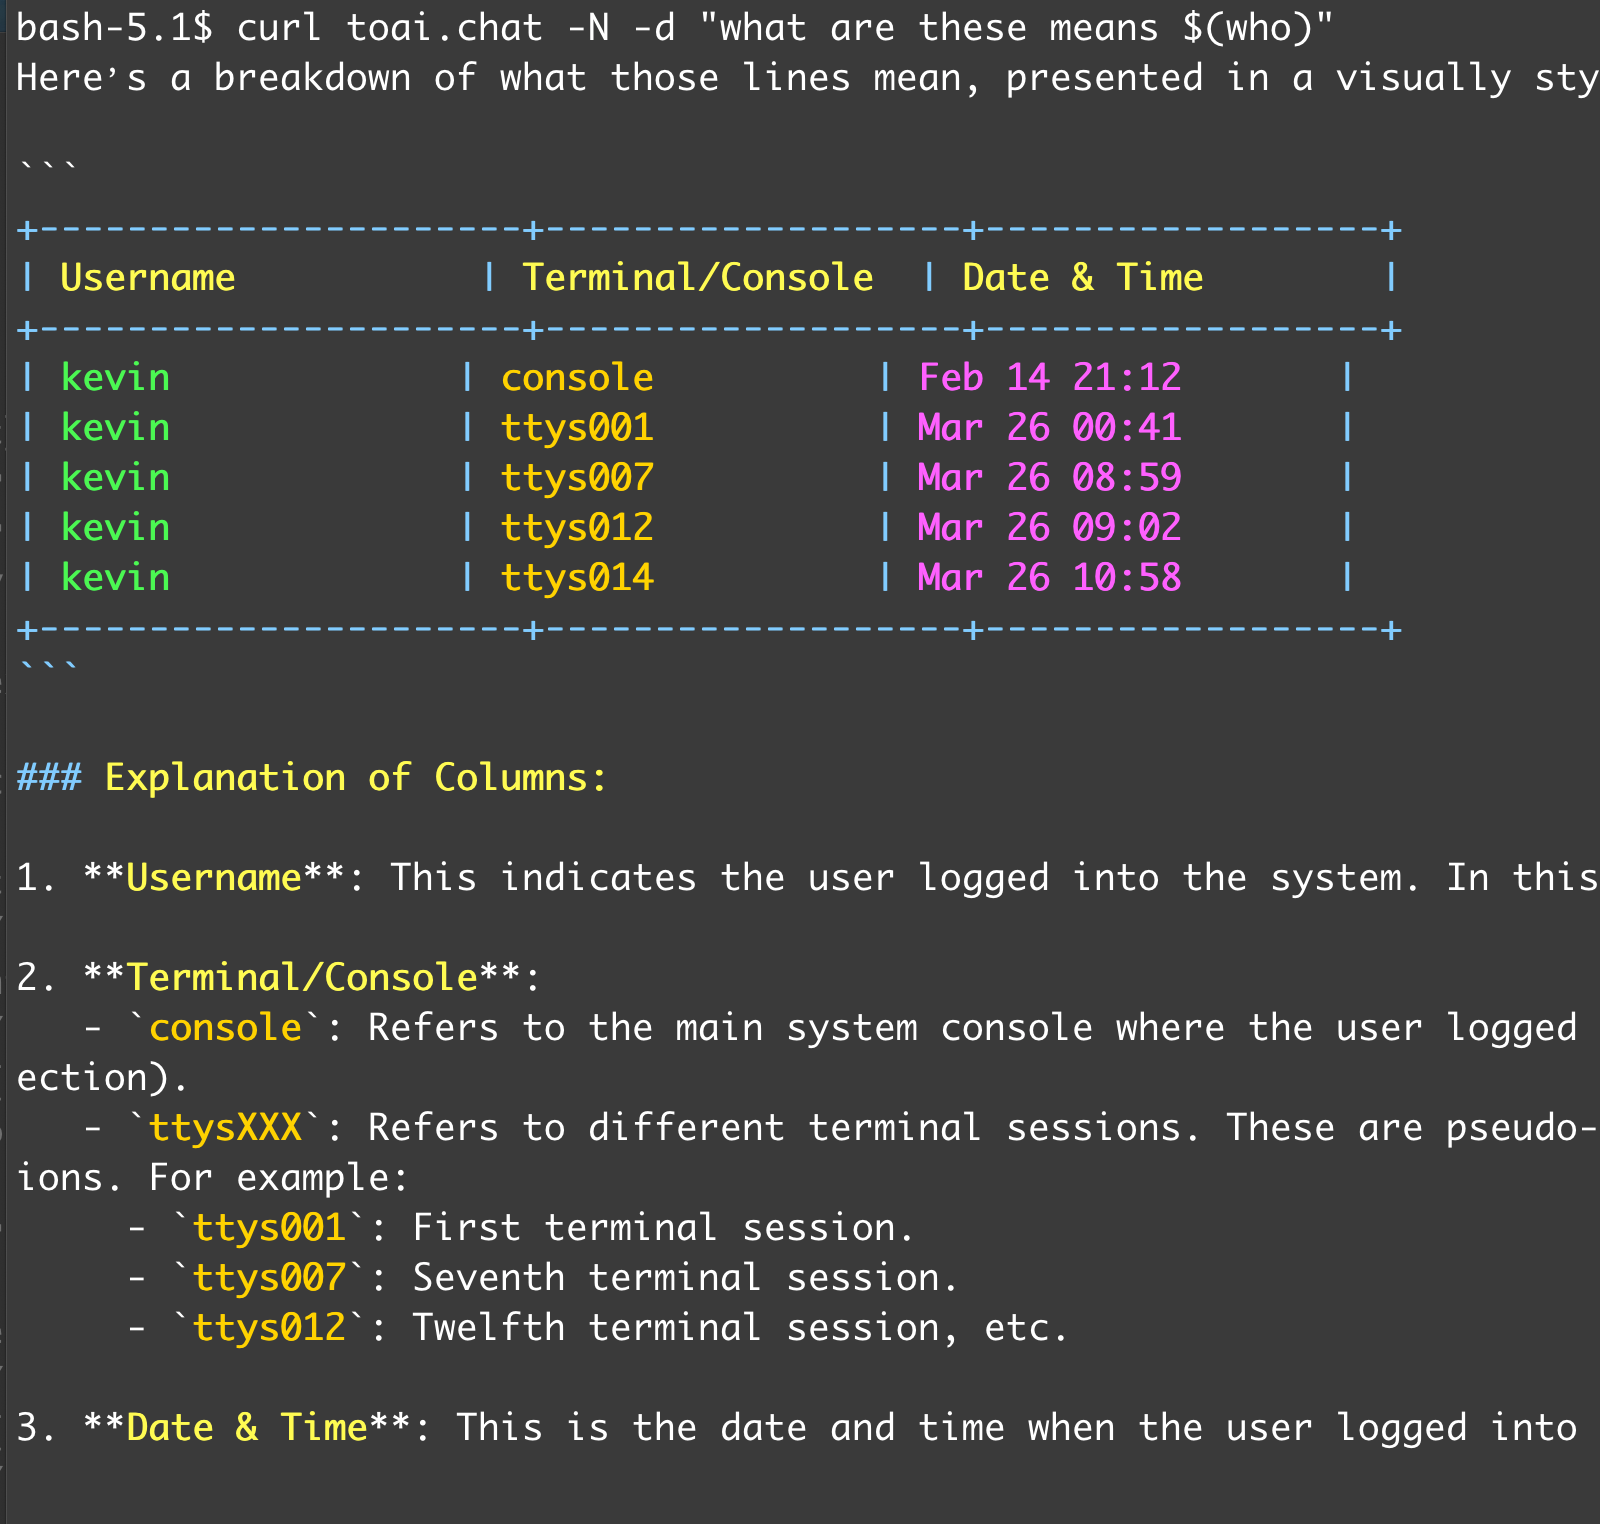 bash-5.1$ curl toai.chat -N -d "what are these means $(who)"
Here’s a breakdown of what those lines mean, presented in a visually sty

```
+----------------------+-------------------+------------------+
| Username           | Terminal/Console  | Date & Time        |
+----------------------+-------------------+------------------+
| kevin             | console          | Feb 14 21:12       |
| kevin             | ttys001          | Mar 26 00:41       |
| kevin             | ttys007          | Mar 26 08:59       |
| kevin             | ttys012          | Mar 26 09:02       |
| kevin             | ttys014          | Mar 26 10:58       |
+----------------------+-------------------+------------------+
```

### Explanation of Columns:

1. **Username**: This indicates the user logged into the system. In this

2. **Terminal/Console**:
   - `console`: Refers to the main system console where the user logged
ection).
   - `ttysXXX`: Refers to different terminal sessions. These are pseudo-
ions. For example:
     - `ttys001`: First terminal session.
     - `ttys007`: Seventh terminal session.
     - `ttys012`: Twelfth terminal session, etc.

3. **Date & Time**: This is the date and time when the user logged into